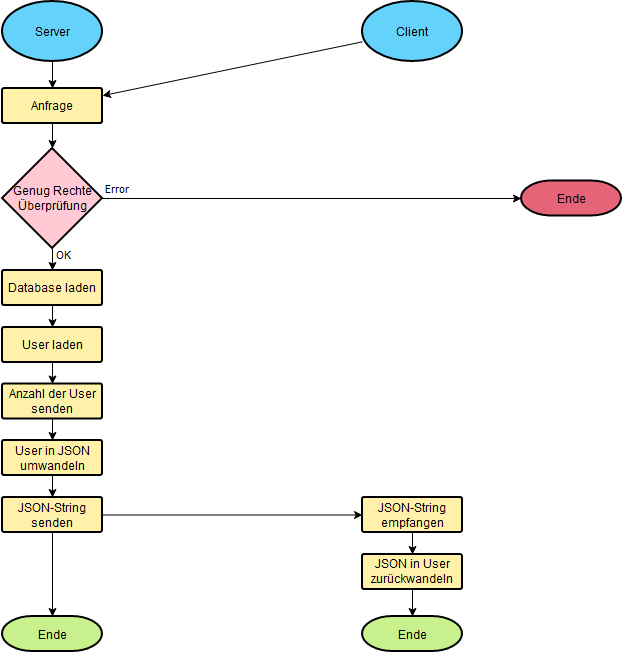 Server
Client
Anfrage
Genug Rechte
Überprüfung
Error
Ende
OK
Database laden
User laden
Anzahl der User
senden
User in JSON
umwandeln
JSON-String
senden
JSON-String
empfangen
JSON in User
zurückwandeln
Ende
Ende